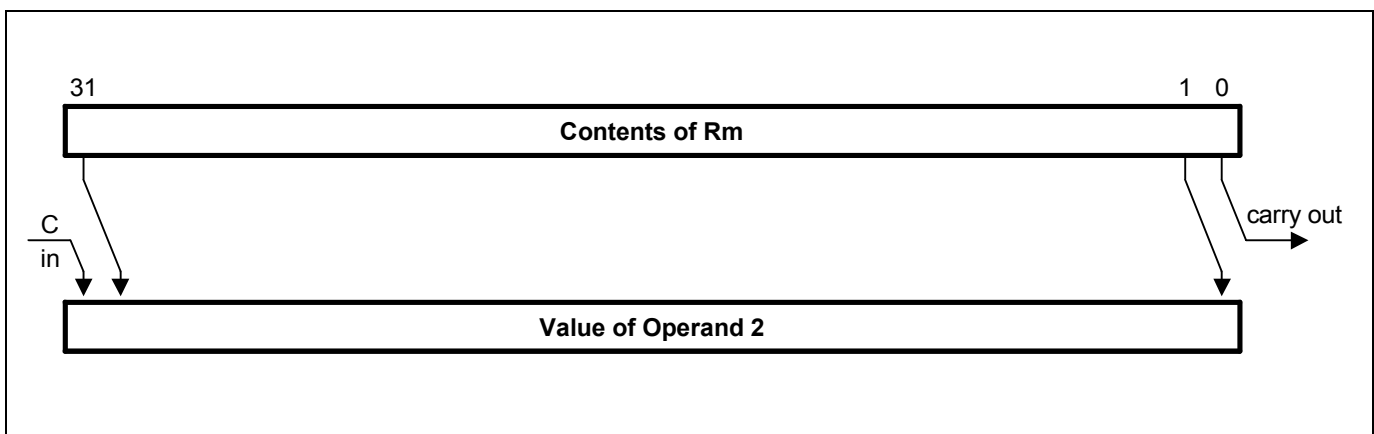 31
1 0
Contents of Rm
C
in
carry out
Value of Operand 2